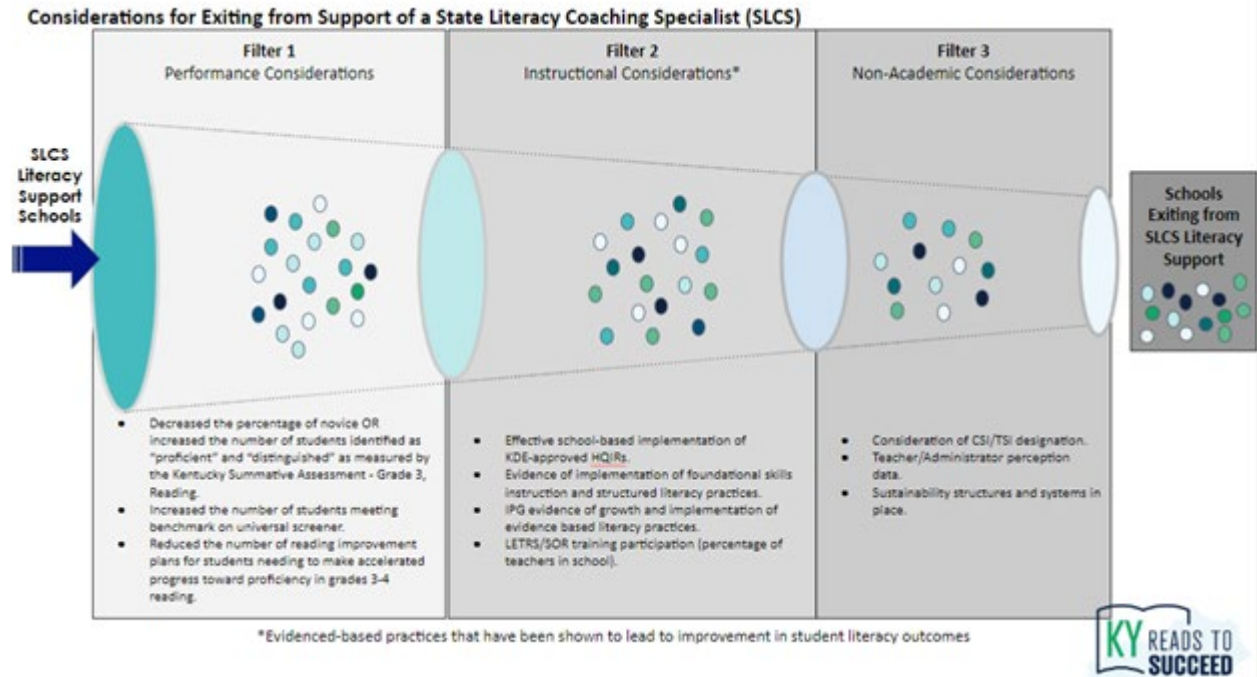 Considerations for Exiting from Support of a State Literacy Coaching Specialist (SLCS)
SLCS
Literacy
Support
Schools
Filter 1
Performance Considerations
• Decreased the percentage of novice OR
increased the number of students identified as
“proficient” and “distinguished” as measured by
the Kentucky Summative Assessment - Grade 3,
Reading.
• Increased the number of students meeting
benchmark on universal screener.
• Reduced the number of reading improvement
plans for students needing to make accelerated
progress toward proficiency in grades 3-4
reading.
Filter 2
Instructional Considerations*
• Effective school-based implementation of
KDE-approved HQIRs.
• Evidence of implementation of foundational skills
instruction and structured literacy practices.
• IPG evidence of growth and implementation of
evidence based literacy practices.
• LETRS/SOR training participation (percentage of
teachers in school).
Filter 3
Non-Academic Considerations
• Consideration of CSI/TSI designation.
• Teacher/Administrator perception
data.
• Sustainability structures and systems in
place.
Schools
Exiting from
SLCS Literacy
Support
*Evidenced-based practices that have been shown to lead to improvement in student literacy outcomes
KY READS TO
SUCCEED